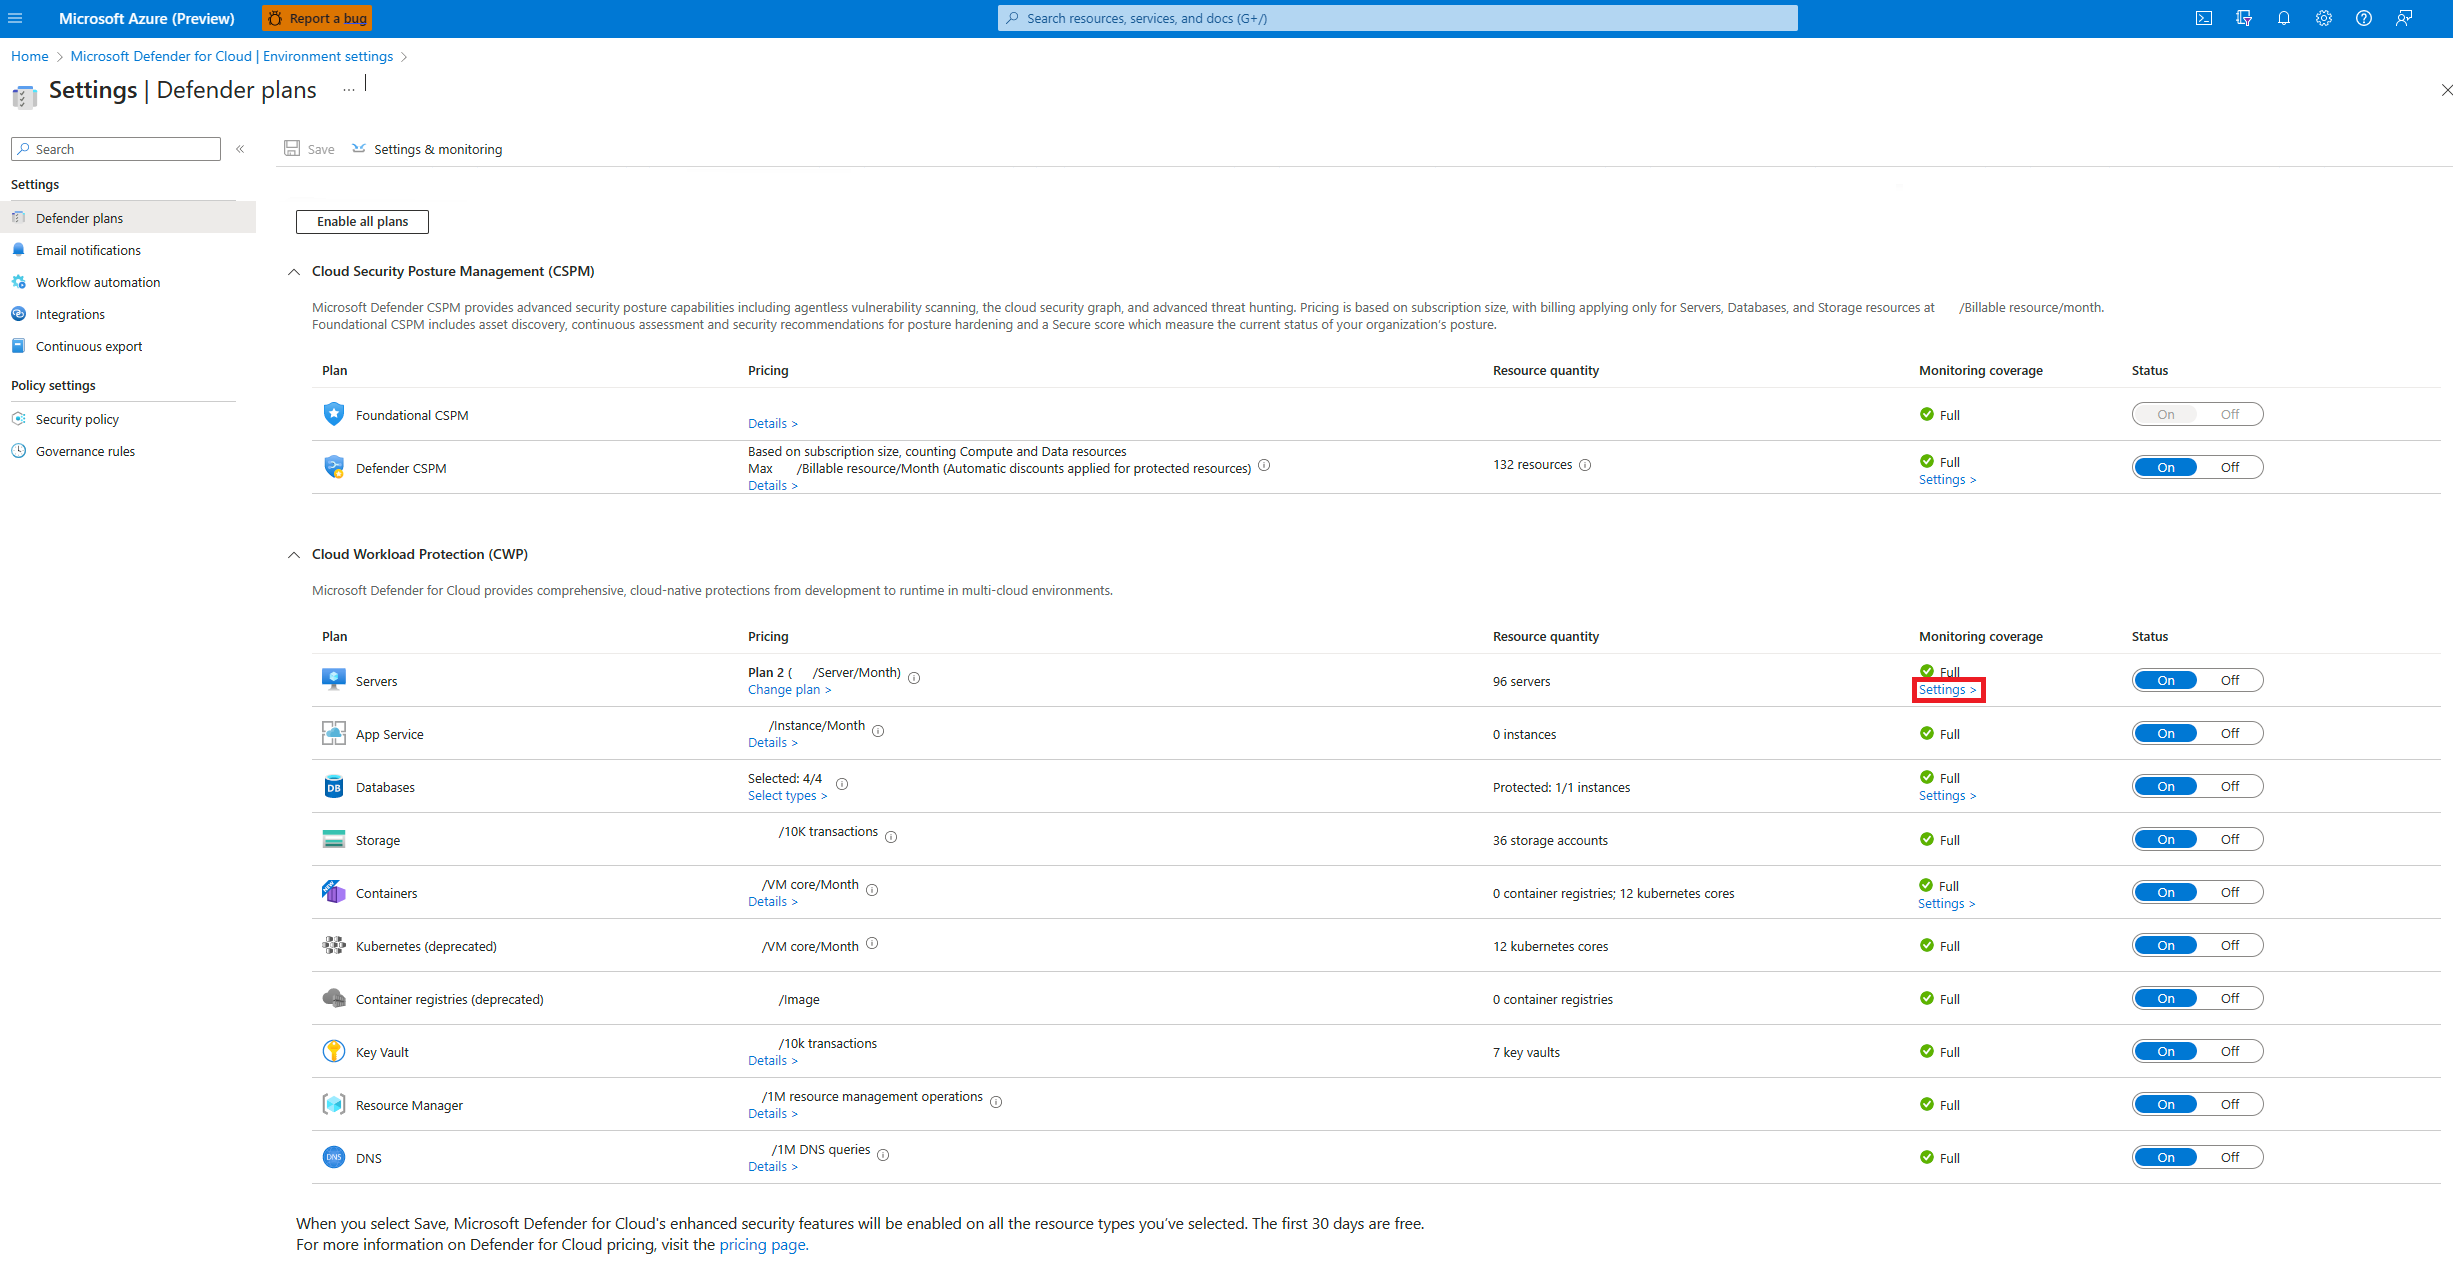 Microsoft Azure (Preview)
Report a bug
Search resources, services, and docs (G+/)
Home > Microsoft Defender for Cloud | Environment settings >
Settings | Defender plans ...
Search «
Save Settings & monitoring
Settings
Defender plans
Email notifications
Workflow automation
Integrations
Continuous export
Policy settings
Security policy
Governance rules
Enable all plans
Cloud Security Posture Management (CSPM)
Microsoft Defender CSPM provides advanced security posture capabilities including agentless vulnerability scanning, the cloud security graph, and advanced threat hunting. Pricing is based on subscription size, with billing applying only for Servers, Databases, and Storage resources at /Billable resource/month.
Foundational CSPM includes asset discovery, continuous assessment and security recommendations for posture hardening and a Secure score which measure the current status of your organization's posture.
Plan Pricing Resource quantity Monitoring coverage Status
Foundational CSPM Details > Full On Off
Based on subscription size, counting Compute and Data resources
Defender CSPM Max /Billable resource/Month (Automatic discounts applied for protected resources) 132 resources Full On Off
Details > Settings >
Cloud Workload Protection (CWP)
Microsoft Defender for Cloud provides comprehensive, cloud-native protections from development to runtime in multi-cloud environments.
Plan Pricing Resource quantity Monitoring coverage Status
Servers Plan 2 ( /Server/Month) 96 servers Full On Off
Change plan > Settings >
App Service /Instance/Month 0 instances Full On Off
Details >
Databases Selected: 4/4 Protected: 1/1 instances Full On Off
Select types > Settings >
Storage /10K transactions 36 storage accounts Full On Off
Containers /VM core/Month 0 container registries; 12 kubernetes cores Full On Off
Details > Settings >
Kubernetes (deprecated) /VM core/Month 12 kubernetes cores Full On Off
Container registries (deprecated) /Image 0 container registries Full On Off
Key Vault /10k transactions 7 key vaults Full On Off
Details >
Resource Manager /1M resource management operations Full On Off
Details >
DNS DNS /1M DNS queries Full On Off
Details >
When you select Save, Microsoft Defender for Cloud's enhanced security features will be enabled on all the resource types you've selected. The first 30 days are free.
For more information on Defender for Cloud pricing, visit the pricing page.